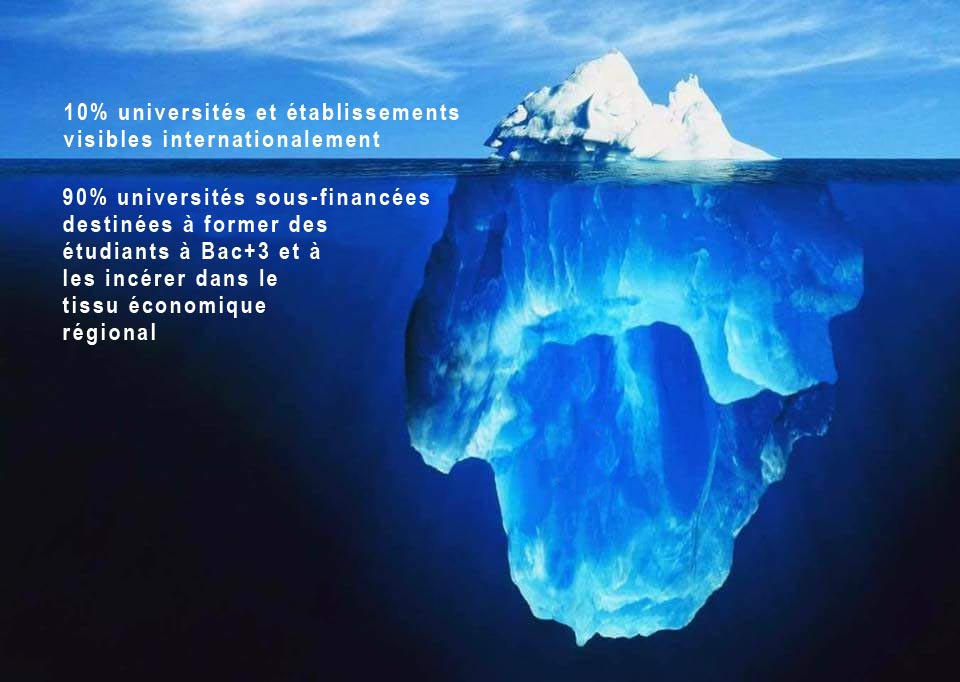 10% universités et établissements
visibles internationalement
90% universités sous-financées
destinées à former des
étudiants à Bac+3 et à
les incérer dans le
tissu économique
régional